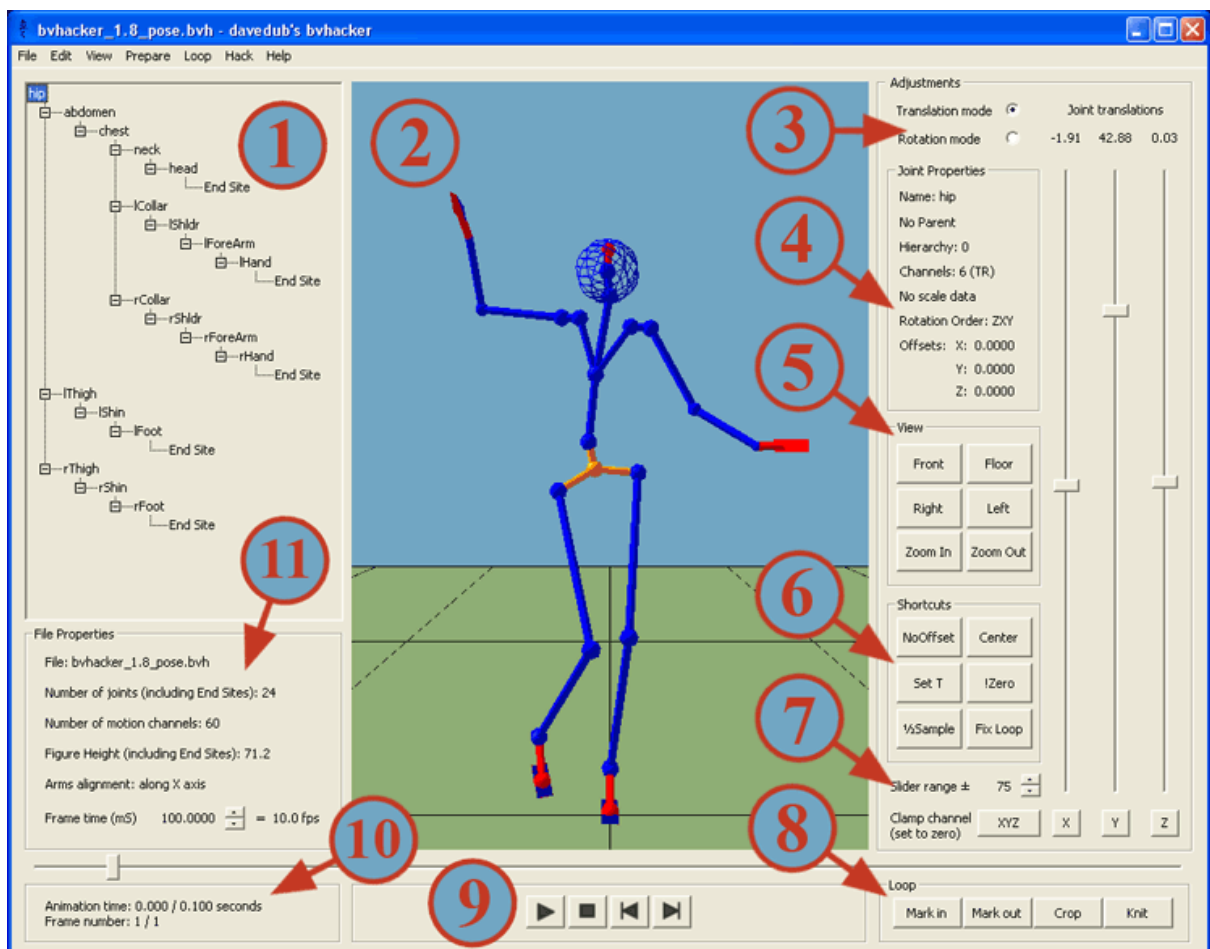 bvhacker_1.8_pose.bvh - davedub's bvhacker
File Edit View Prepare Loop Hack Help
hip
abdomen
chest
neck
head
End Site
lCollar
lShldr
lForeArm
lHand
End Site
rCollar
rShldr
rForeArm
rHand
End Site
lThigh
lShin
lFoot
End Site
rThigh
rShin
rFoot
End Site
1
2
3
4
5
6
7
8
9
10
11
File Properties
File: bvhacker_1.8_pose.bvh
Number of joints (including End Sites): 24
Number of motion channels: 60
Figure Height (including End Sites): 71.2
Arms alignment: along X axis
Frame time (mS) 100.0000 = 10.0 fps
Animation time: 0.000 / 0.100 seconds
Frame number: 1 / 1
Adjustments
Translation mode Joint translations
Rotation mode -1.91 42.88 0.03
Joint Properties
Name: hip
No Parent
Hierarchy: 0
Channels: 6 (TR)
No scale data
Rotation Order: ZXY
Offsets: X: 0.0000
Y: 0.0000
Z: 0.0000
View
Front Floor
Right Left
Zoom In Zoom Out
Shortcuts
NoOffset Center
Set T !Zero
½Sample Fix Loop
Slider range ± 75
Clamp channel
(set to zero) XYZ X Y Z
Loop
Mark in Mark out Crop Knit